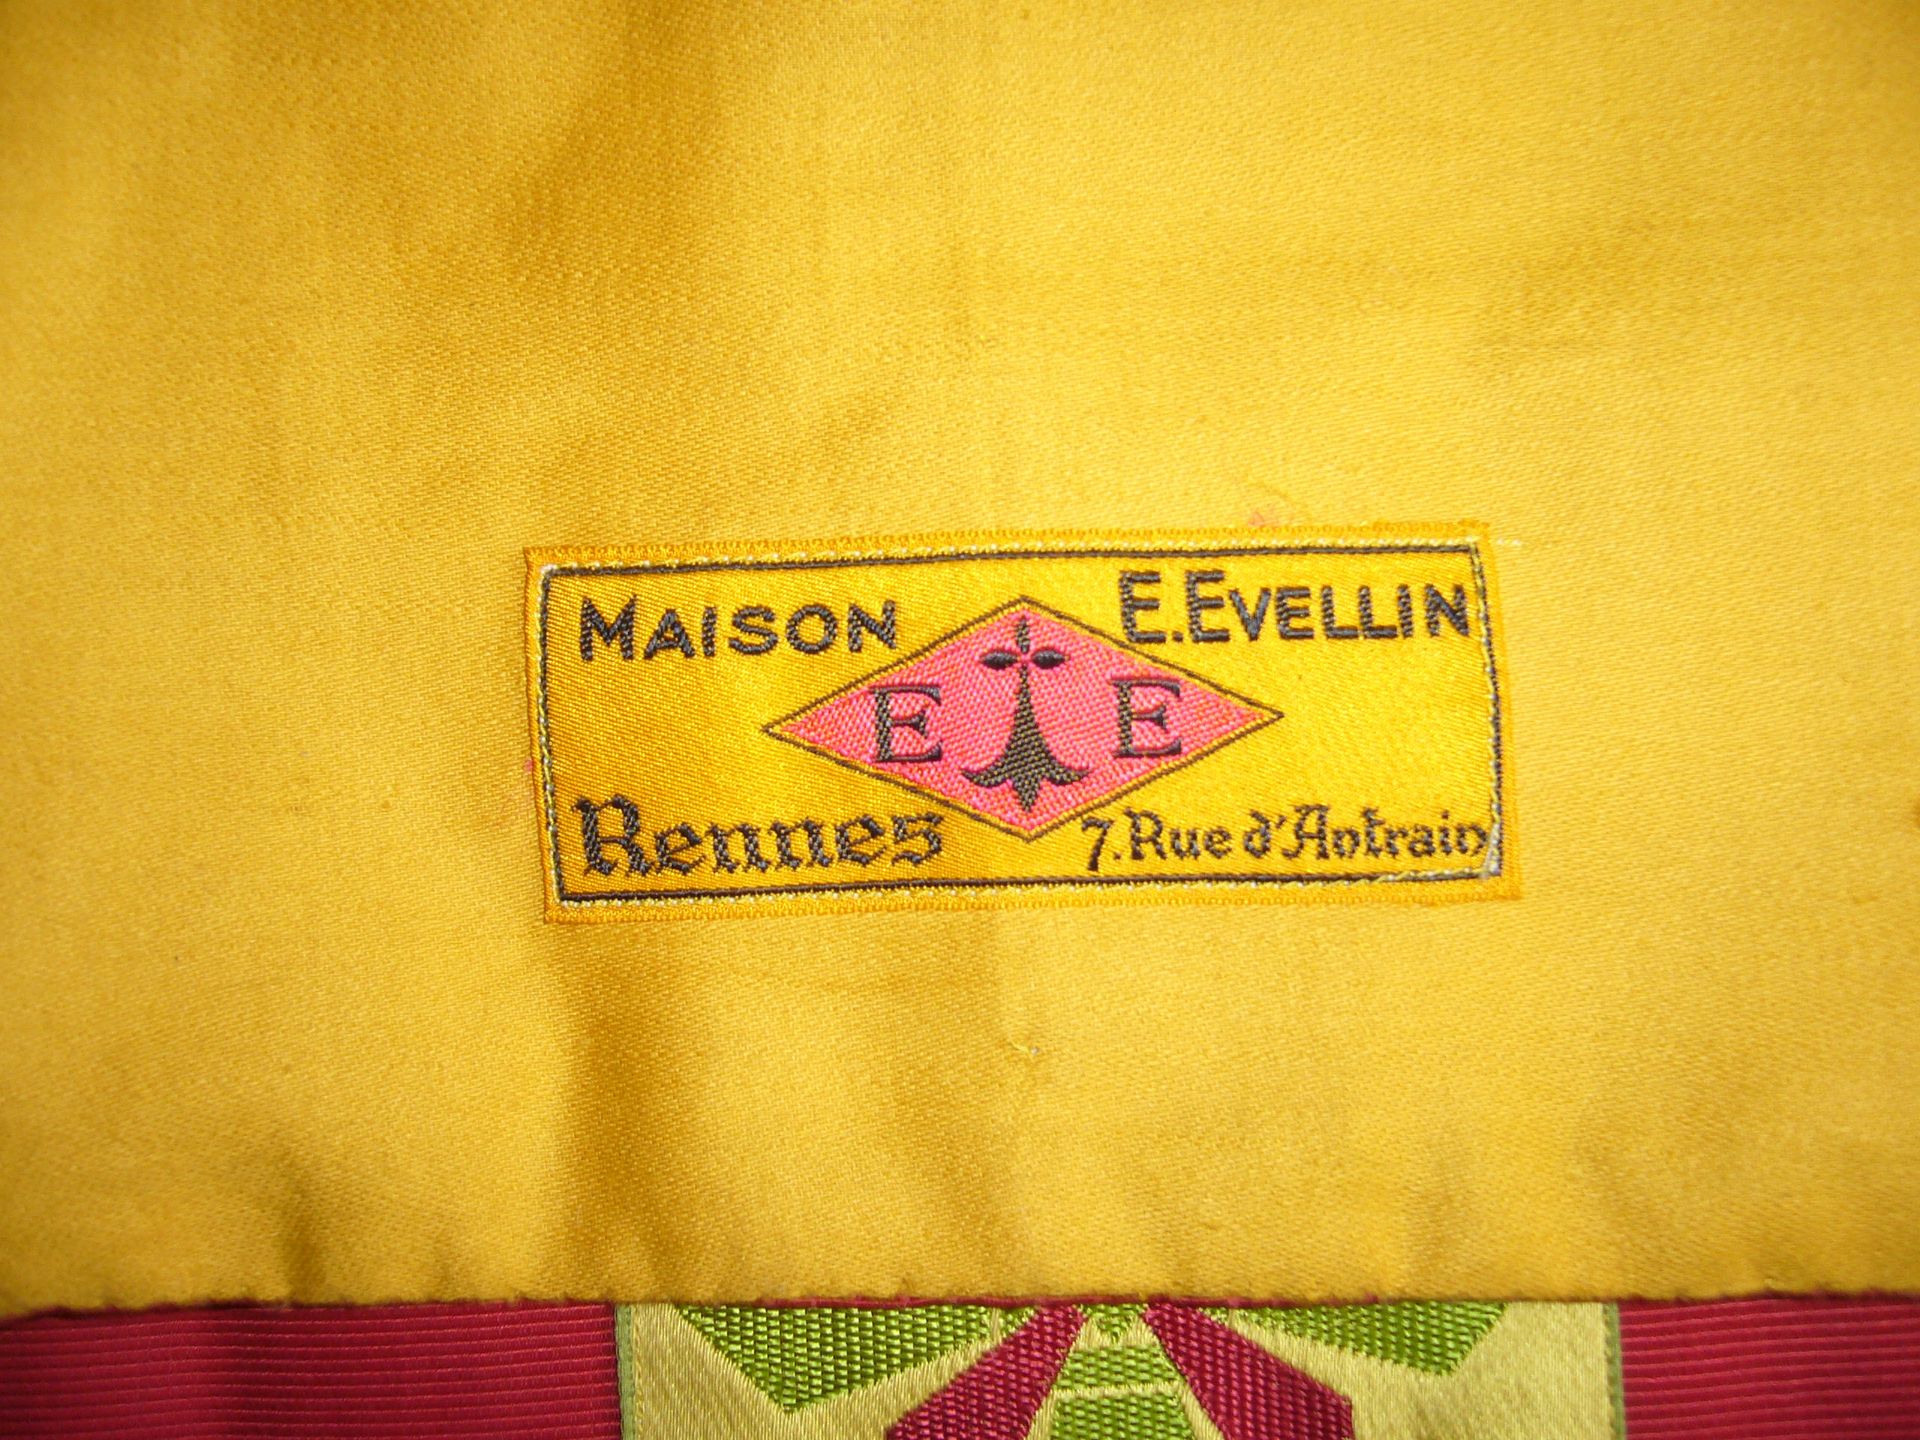 MAISON E.EVELLIN
E E
Rennes 7.Rue d'Antrain